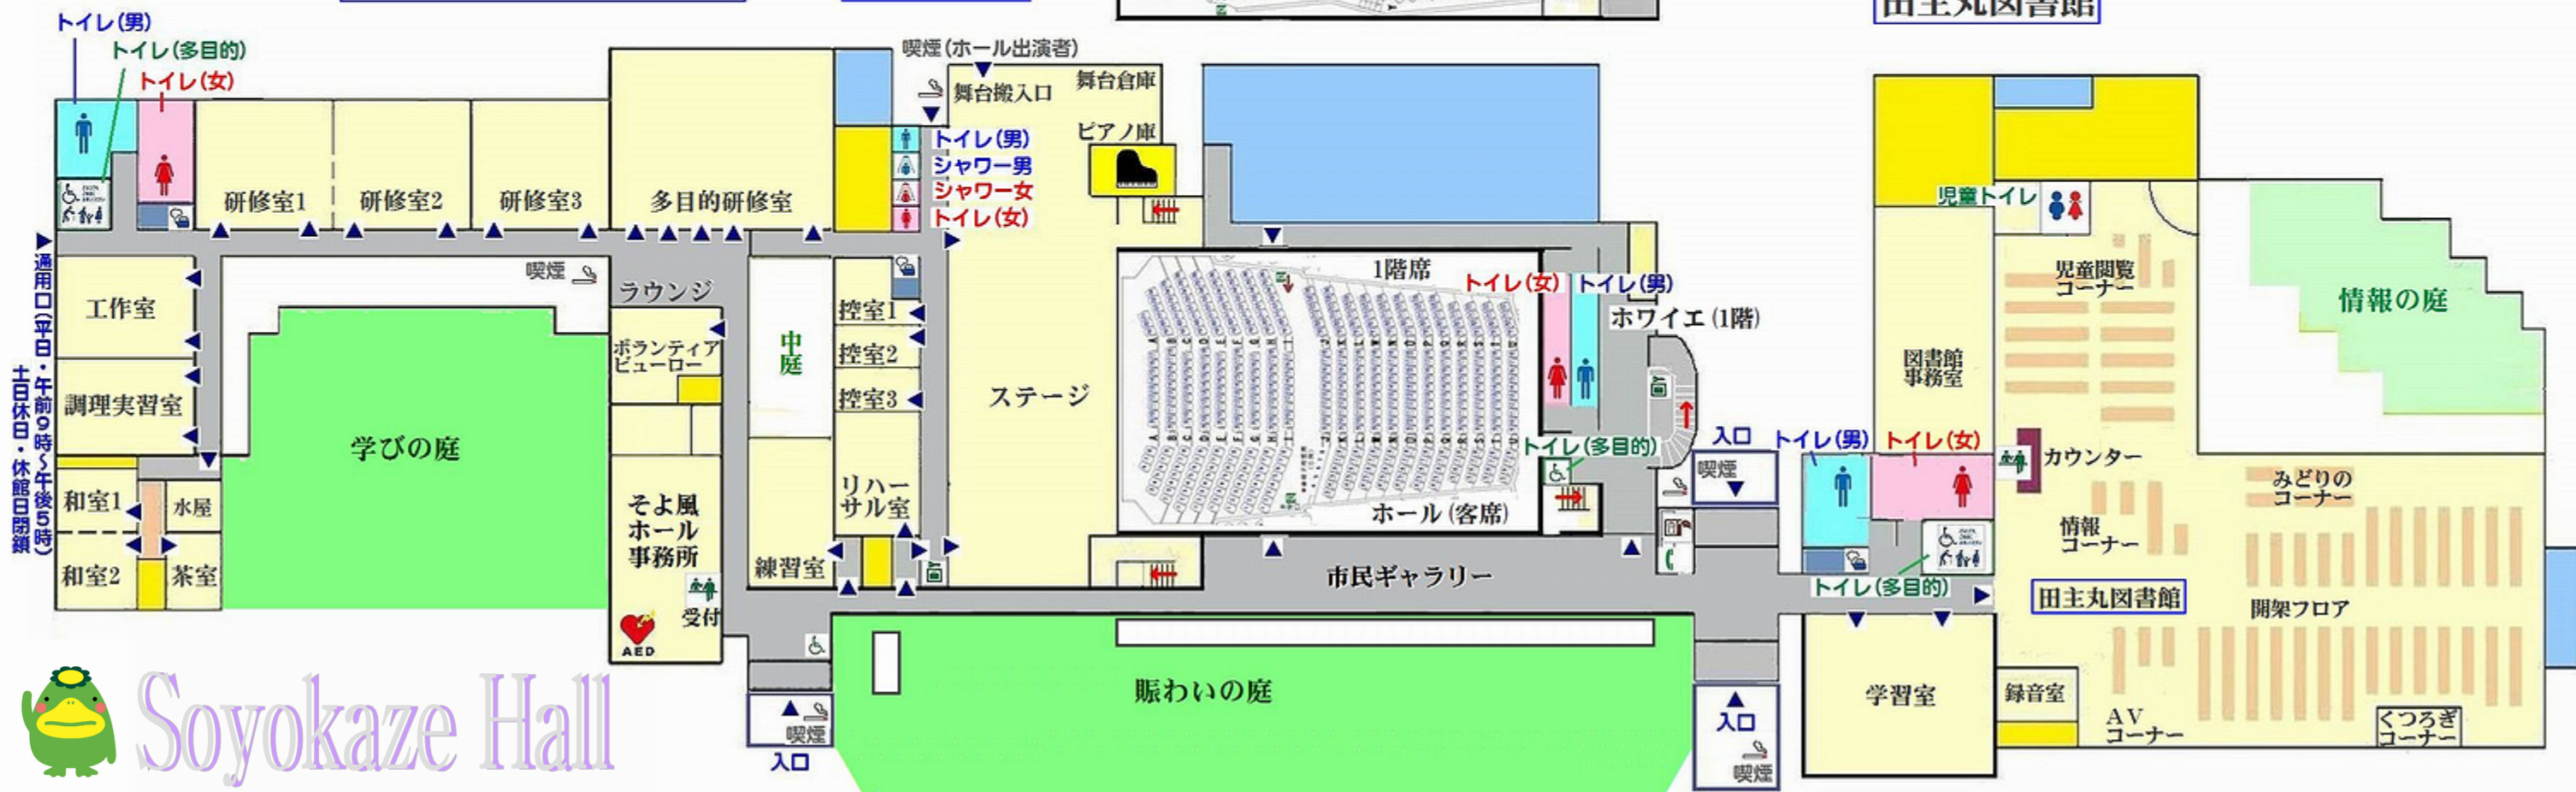 田主丸図書館
トイレ(男)
トイレ(多目的)
トイレ(女)
喫煙(ホール出演者)
舞台搬入口
舞台倉庫
ピアノ庫
トイレ(男)
シャワー男
シャワー女
トイレ(女)
研修室1
研修室2
研修室3
多目的研修室
児童トイレ
通用口(平日・午前9時~午後5時)
土日休日・休館日閉鎖
工作室
調理実習室
和室1
水屋
和室2
茶室
喫煙
学びの庭
ラウンジ
ボランティア
ビューロー
そよ風
ホール
事務所
受付
AED
中庭
控室1
控室2
控室3
リハー
サル室
練習室
ステージ
1階席
トイレ(女)
トイレ(男)
ホワイエ(1階)
トイレ(多目的)
ホール(客席)
市民ギャラリー
入口
喫煙
トイレ(男)
トイレ(女)
トイレ(多目的)
児童閲覧
コーナー
図書館
事務室
情報の庭
カウンター
みどりの
コーナー
情報
コーナー
田主丸図書館
開架フロア
学習室
録音室
AV
コーナー
くつろぎ
コーナー
賑わいの庭
喫煙
入口
入口
喫煙
Soyokaze Hall